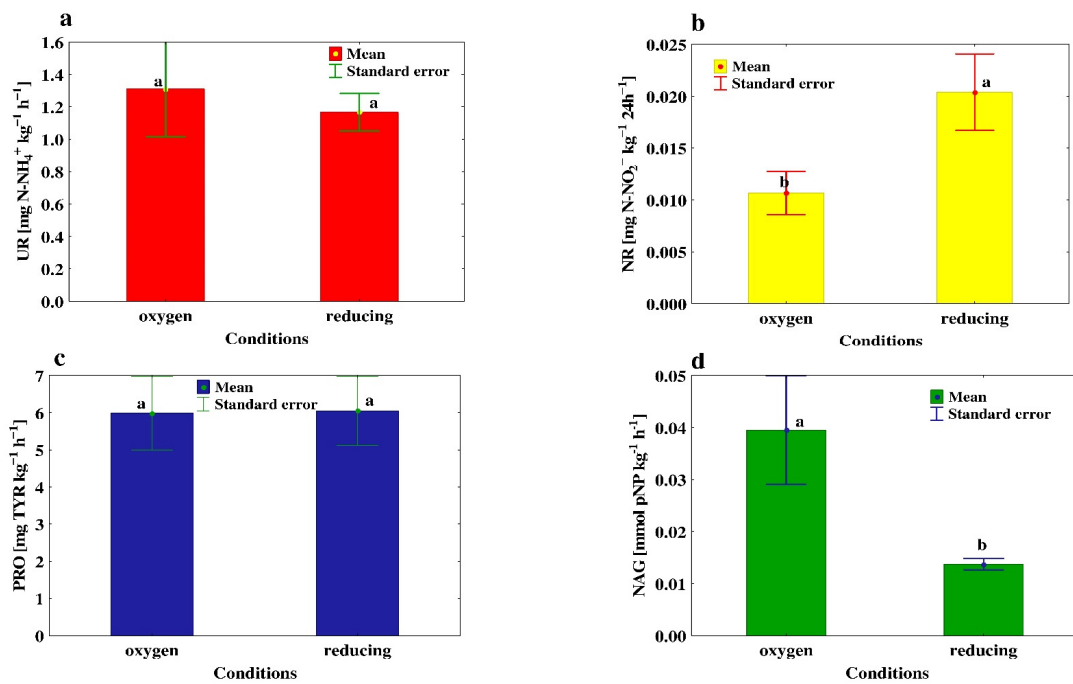 a
UR [mg N-NH₄⁺ kg⁻¹ h⁻¹]
1.6
1.4
1.2
1.0
0.8
0.6
0.4
0.2
0.0
Mean
Standard error
a
a
oxygen
reducing
Conditions
b
NR [mg N-NO₂⁻ kg⁻¹ 24h⁻¹]
0.025
0.020
0.015
0.010
0.005
0.000
Mean
Standard error
b
a
oxygen
reducing
Conditions
c
PRO [mg TYR kg⁻¹ h⁻¹]
7
6
5
4
3
2
1
0
Mean
Standard error
a
a
oxygen
reducing
Conditions
d
NAG [mmol pNP kg⁻¹ h⁻¹]
0.05
0.04
0.03
0.02
0.01
0.00
Mean
Standard error
a
b
oxygen
reducing
Conditions